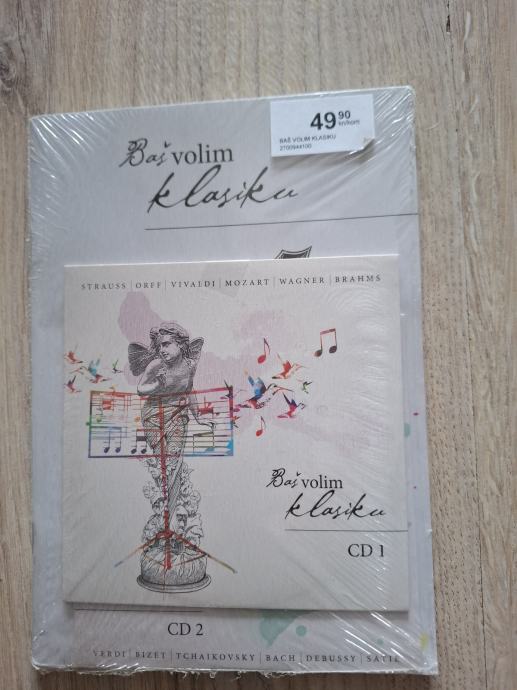 49 90
kn/kom
BAŠ VOLIM KLASIKU
2700944100
Baš volim
klasiku
STRAUSS | ORFF | VIVALDI | MOZART | WAGNER | BRAHMS
Baš volim
klasiku
CD 1
CD 2
VERDI | BIZET | TCHAIKOVSKY | BACH | DEBUSSY | SATIE